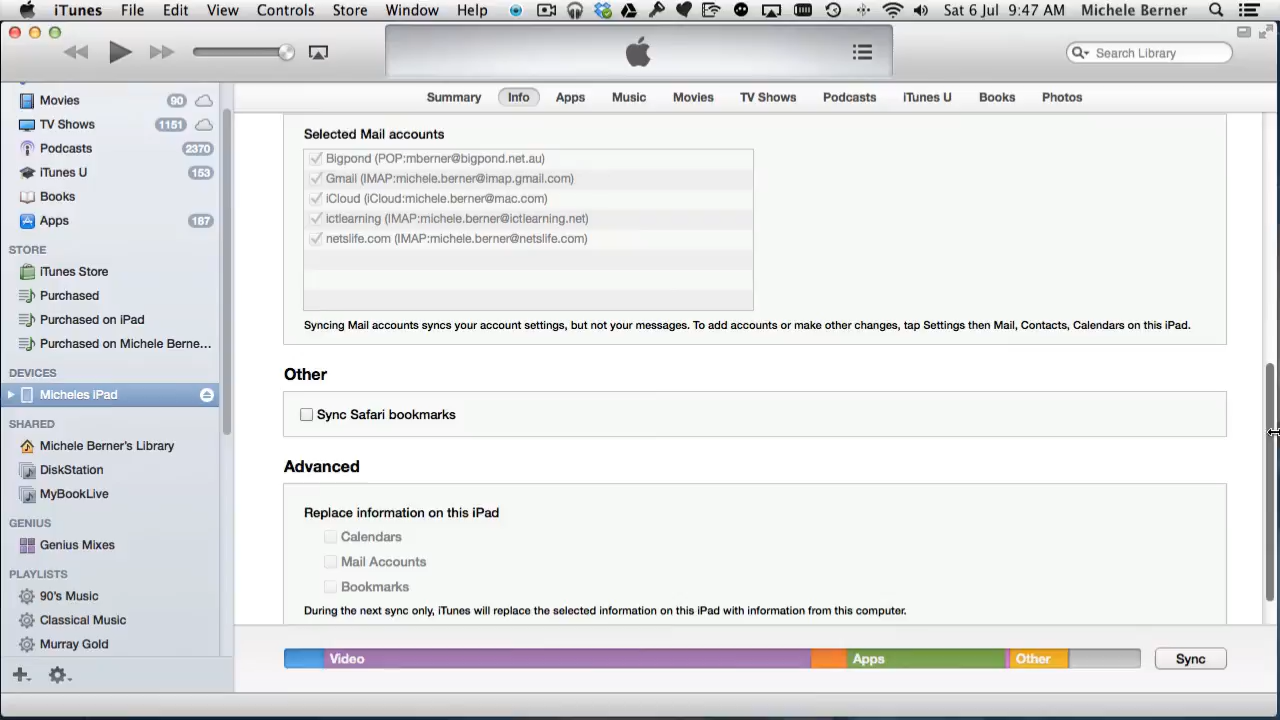 iTunes File Edit View Controls Store Window Help Sat 6 Jul 9:47 AM Michele Berner
Search Library
Summary Info Apps Music Movies TV Shows Podcasts iTunes U Books Photos
Movies 90
TV Shows 1151
Podcasts 2370
iTunes U 153
Books
Apps 187
STORE
iTunes Store
Purchased
Purchased on iPad
Purchased on Michele Berne...
DEVICES
Micheles iPad
SHARED
Michele Berner's Library
DiskStation
MyBookLive
GENIUS
Genius Mixes
PLAYLISTS
90's Music
Classical Music
Murray Gold
Selected Mail accounts
Bigpond (POP:mberner@bigpond.net.au)
Gmail (IMAP:michele.berner@imap.gmail.com)
iCloud (iCloud:michele.berner@mac.com)
ictlearning (IMAP:michele.berner@ictlearning.net)
netslife.com (IMAP:michele.berner@netslife.com)
Syncing Mail accounts syncs your account settings, but not your messages. To add accounts or make other changes, tap Settings then Mail, Contacts, Calendars on this iPad.
Other
Sync Safari bookmarks
Advanced
Replace information on this iPad
Calendars
Mail Accounts
Bookmarks
During the next sync only, iTunes will replace the selected information on this iPad with information from this computer.
Video Apps Other Sync